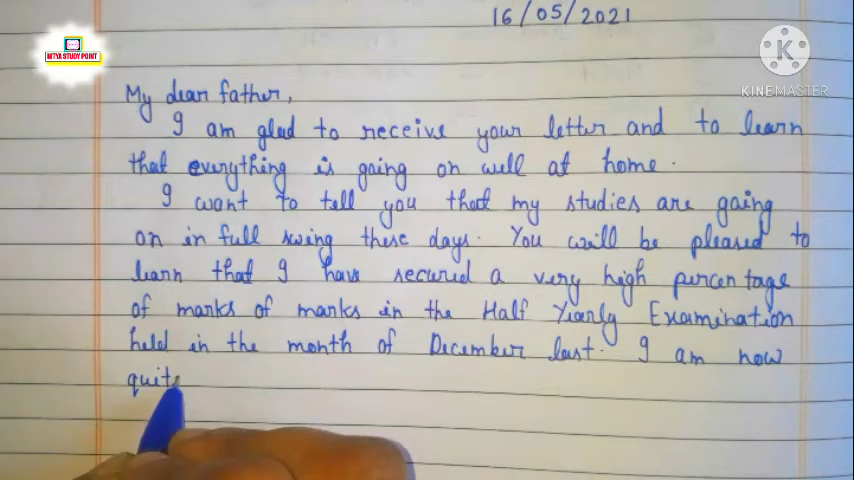 16/05/2021
NITYA STUDY POINT
KINEMASTER
My dear father,
I am glad to receive your letter and to learn
that everything is going on well at home.
I want to tell you that my studies are going
on in full swing these days. You will be pleased to
learn that I have secured a very high percentage
of marks of marks in the Half Yearly Examination
held in the month of December last. I am now
quite